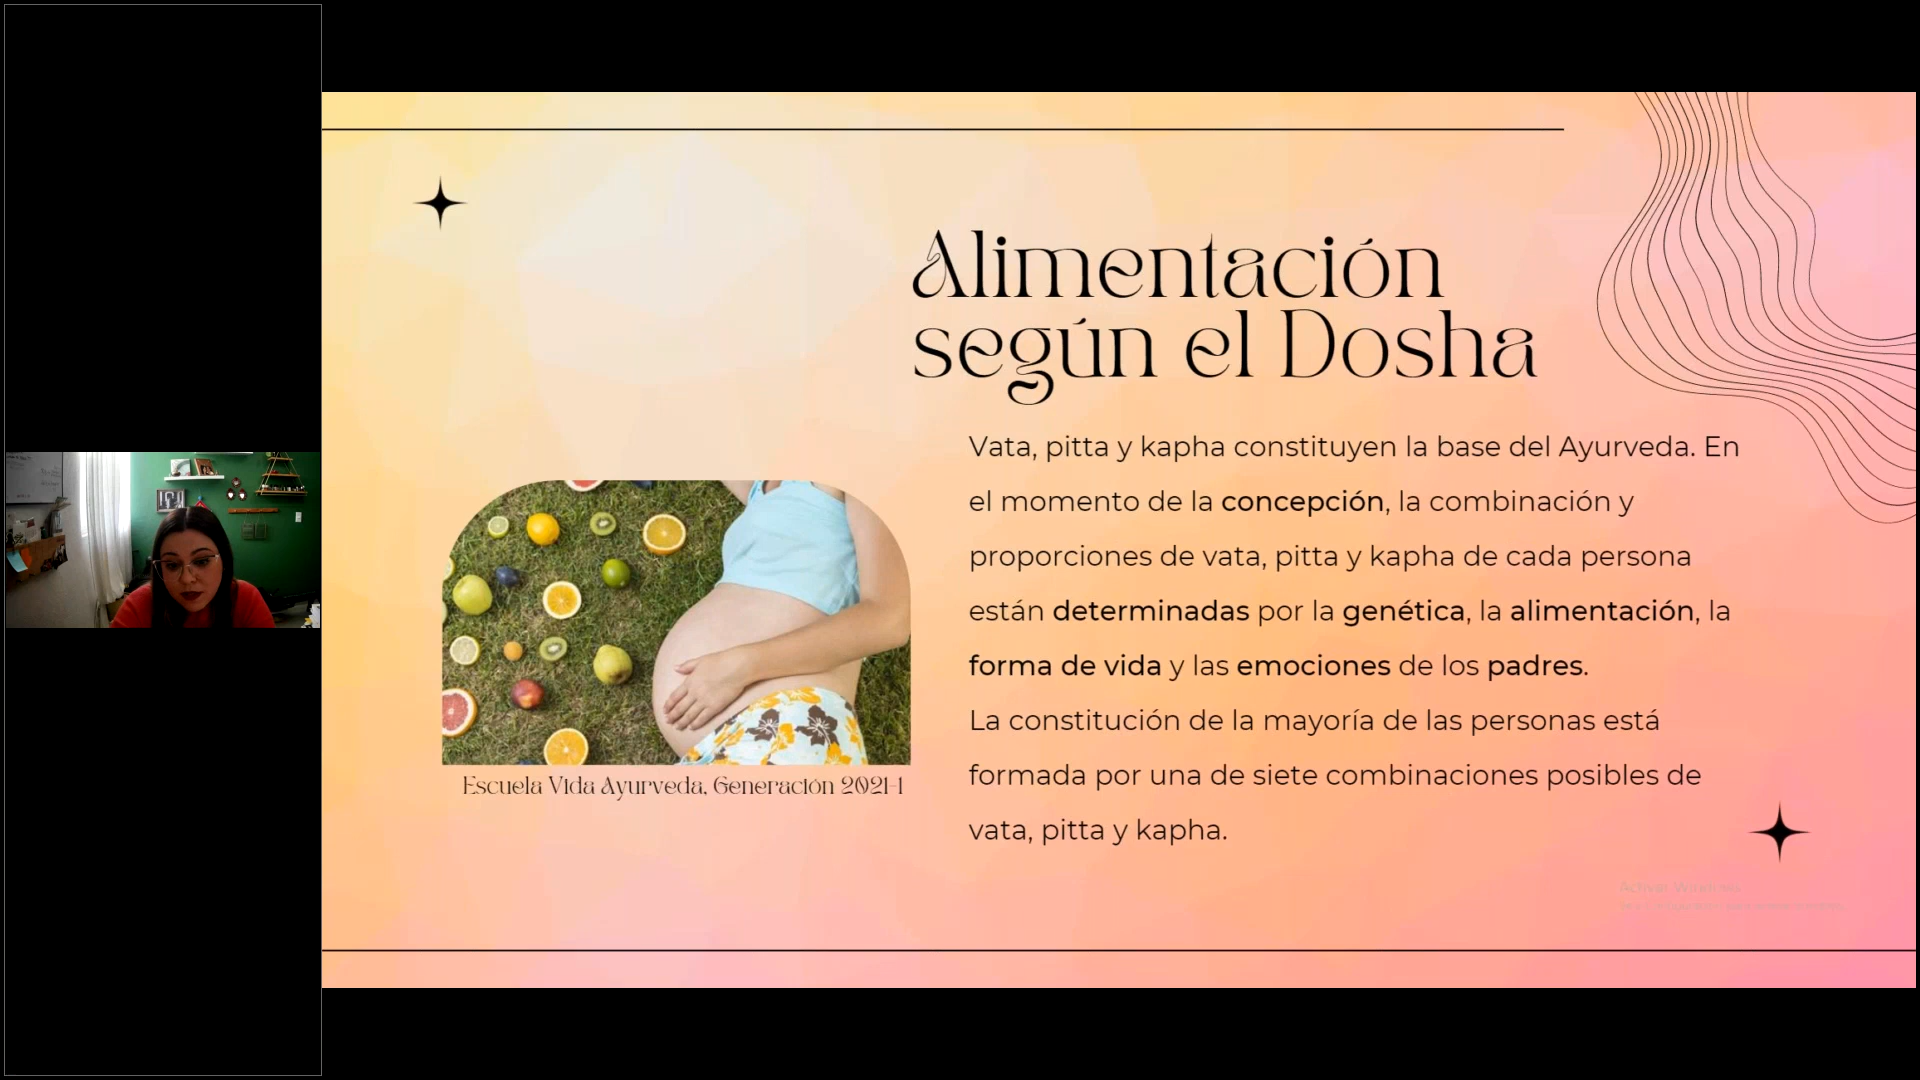 Alimentación
según el Dosha
Vata, pitta y kapha constituyen la base del Ayurveda. En
el momento de la concepción, la combinación y
proporciones de vata, pitta y kapha de cada persona
están determinadas por la genética, la alimentación, la
forma de vida y las emociones de los padres.
La constitución de la mayoría de las personas está
formada por una de siete combinaciones posibles de
vata, pitta y kapha.
Escuela Vida Ayurveda, Generación 2021-1
Activar Windows